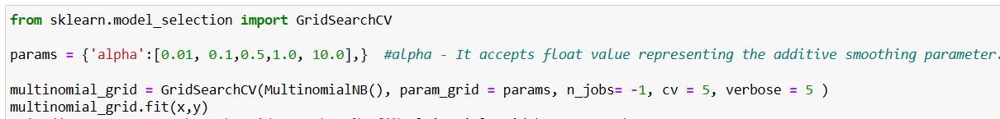 from sklearn.model_selection import GridSearchCV
params = {'alpha':[0.01, 0.1,0.5,1.0, 10.0],}  #alpha - It accepts float value representing the additive smoothing parameter.
multinomial_grid = GridSearchCV(MultinomialNB(), param_grid = params, n_jobs= -1, cv = 5, verbose = 5 )
multinomial_grid.fit(x,y)